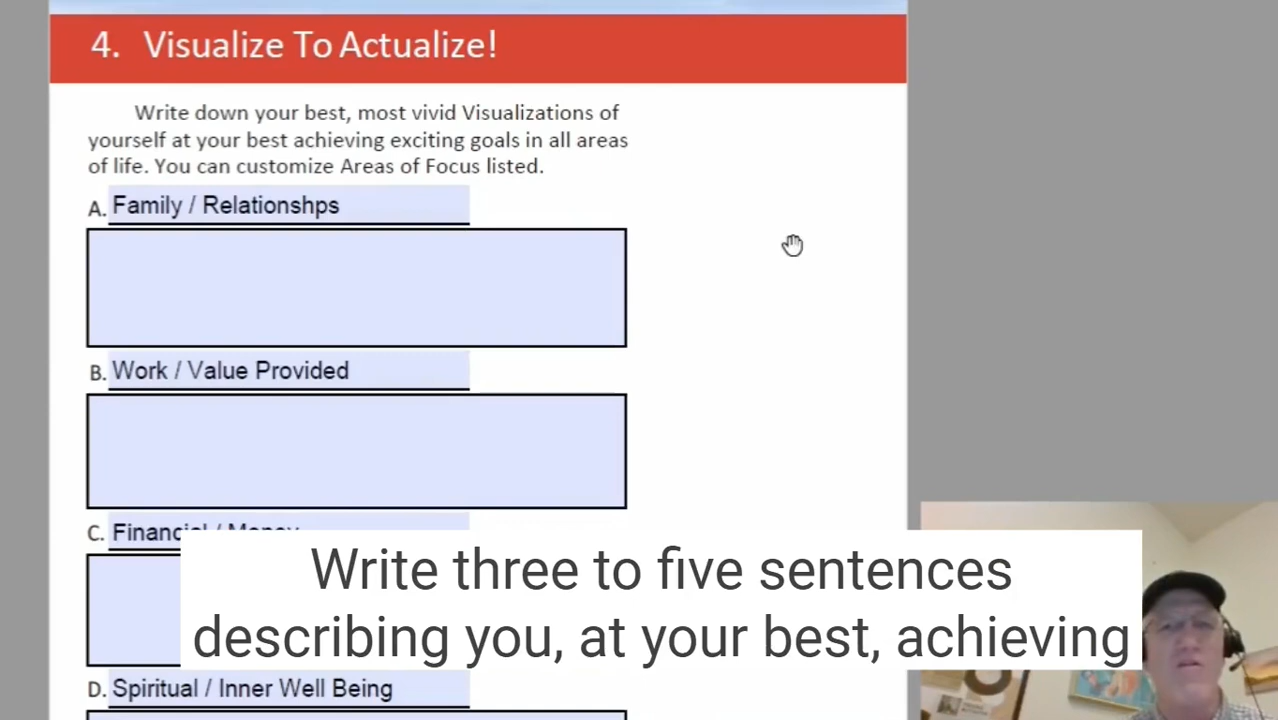 4. Visualize To Actualize!
Write down your best, most vivid Visualizations of
yourself at your best achieving exciting goals in all areas
of life. You can customize Areas of Focus listed.
A. Family / Relationshps
B. Work / Value Provided
C. Financial / Money
Write three to five sentences
describing you, at your best, achieving
D. Spiritual / Inner Well Being